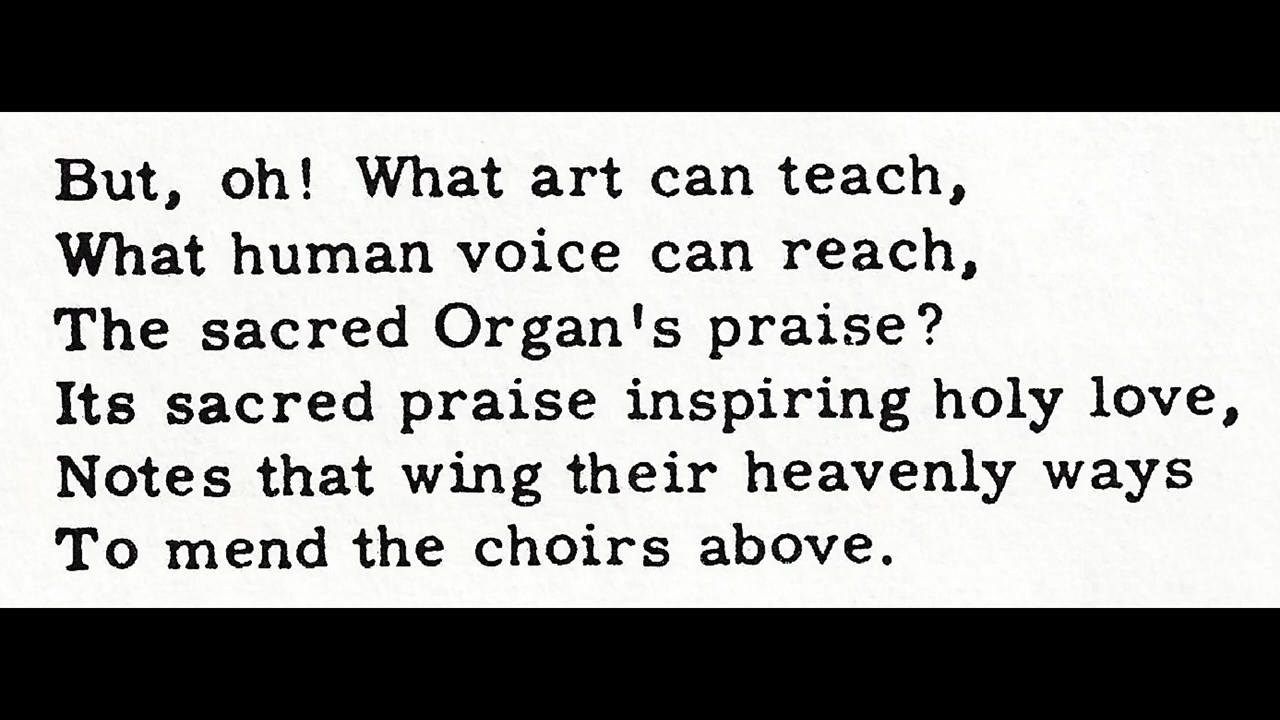 But, oh! What art can teach,
What human voice can reach,
The sacred Organ's praise?
Its sacred praise inspiring holy love,
Notes that wing their heavenly ways
To mend the choirs above.